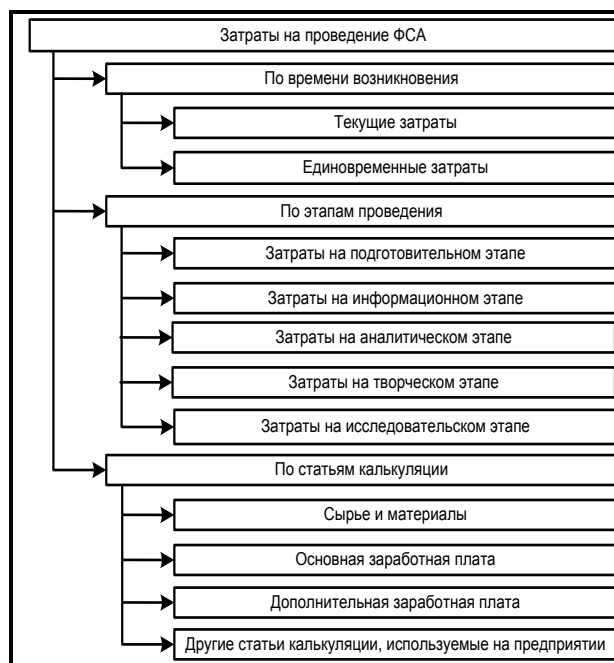 Затраты на проведение ФСА
По времени возникновения
Текущие затраты
Единовременные затраты
По этапам проведения
Затраты на подготовительном этапе
Затраты на информационном этапе
Затраты на аналитическом этапе
Затраты на творческом этапе
Затраты на исследовательском этапе
По статьям калькуляции
Сырье и материалы
Основная заработная плата
Дополнительная заработная плата
Другие статьи калькуляции, используемые на предприятии